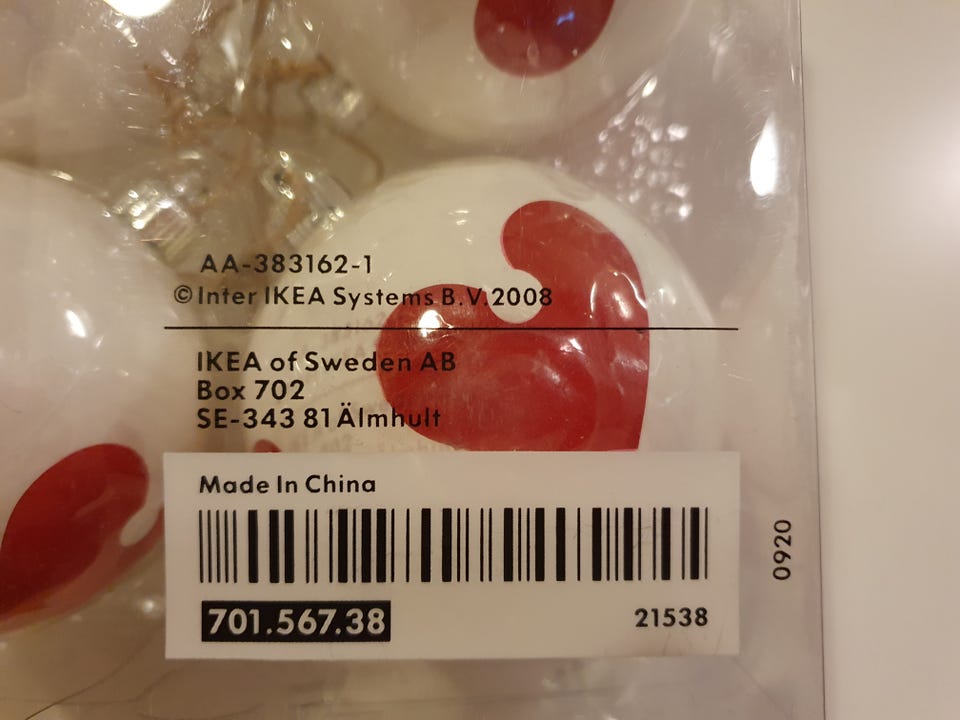 AA-383162-1
©Inter IKEA Systems B.V. 2008
IKEA of Sweden AB
Box 702
SE-343 81 Älmhult
Made In China
701.567.38
21538
0920